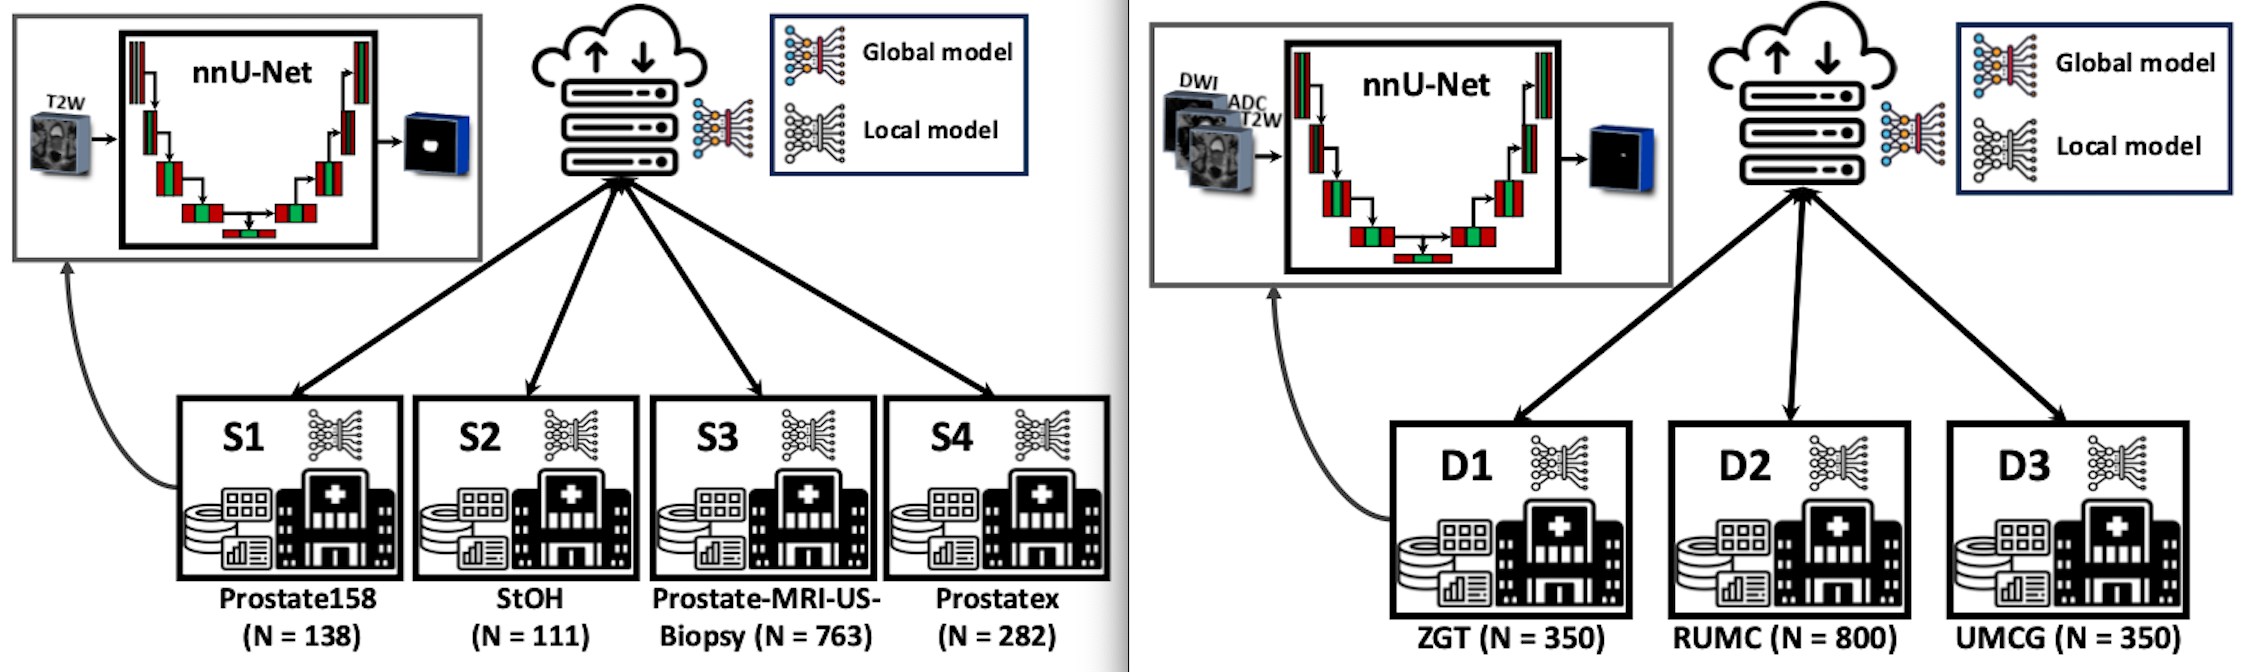 T2W
nnU-Net
Global model
Local model
S1
S2
S3
S4
Prostate158
(N = 138)
StOH
(N = 111)
Prostate-MRI-US-
Biopsy (N = 763)
Prostatex
(N = 282)
DWI
ADC
T2W
nnU-Net
Global model
Local model
D1
D2
D3
ZGT (N = 350)
RUMC (N = 800)
UMCG (N = 350)